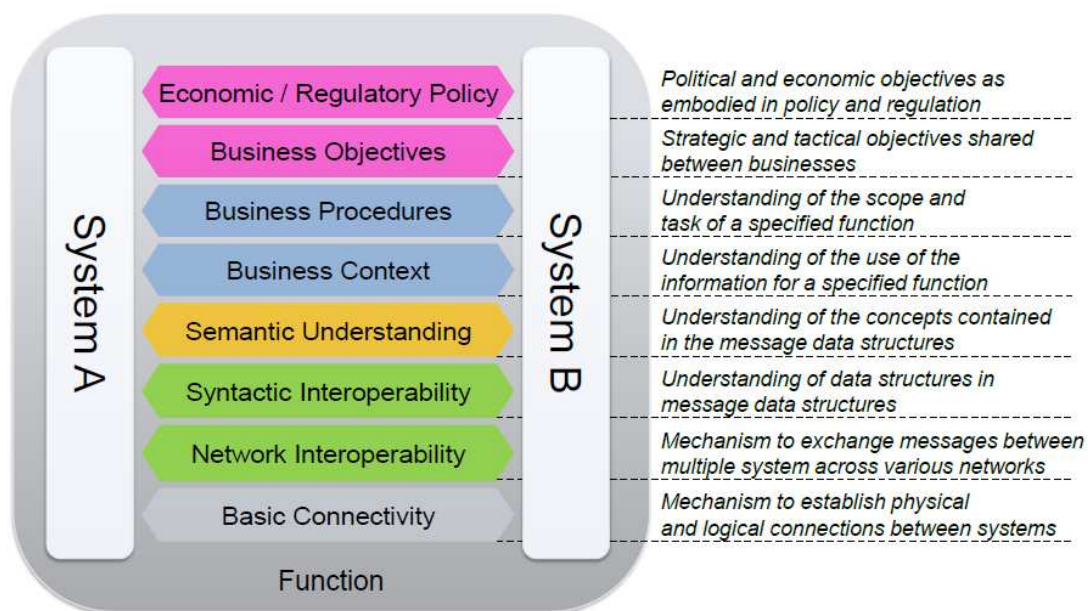 System A
Economic / Regulatory Policy
Business Objectives
Business Procedures
Business Context
Semantic Understanding
Syntactic Interoperability
Network Interoperability
Basic Connectivity
System B
Function
Political and economic objectives as
embodied in policy and regulation
Strategic and tactical objectives shared
between businesses
Understanding of the scope and
task of a specified function
Understanding of the use of the
information for a specified function
Understanding of the concepts contained
in the message data structures
Understanding of data structures in
message data structures
Mechanism to exchange messages between
multiple system across various networks
Mechanism to establish physical
and logical connections between systems